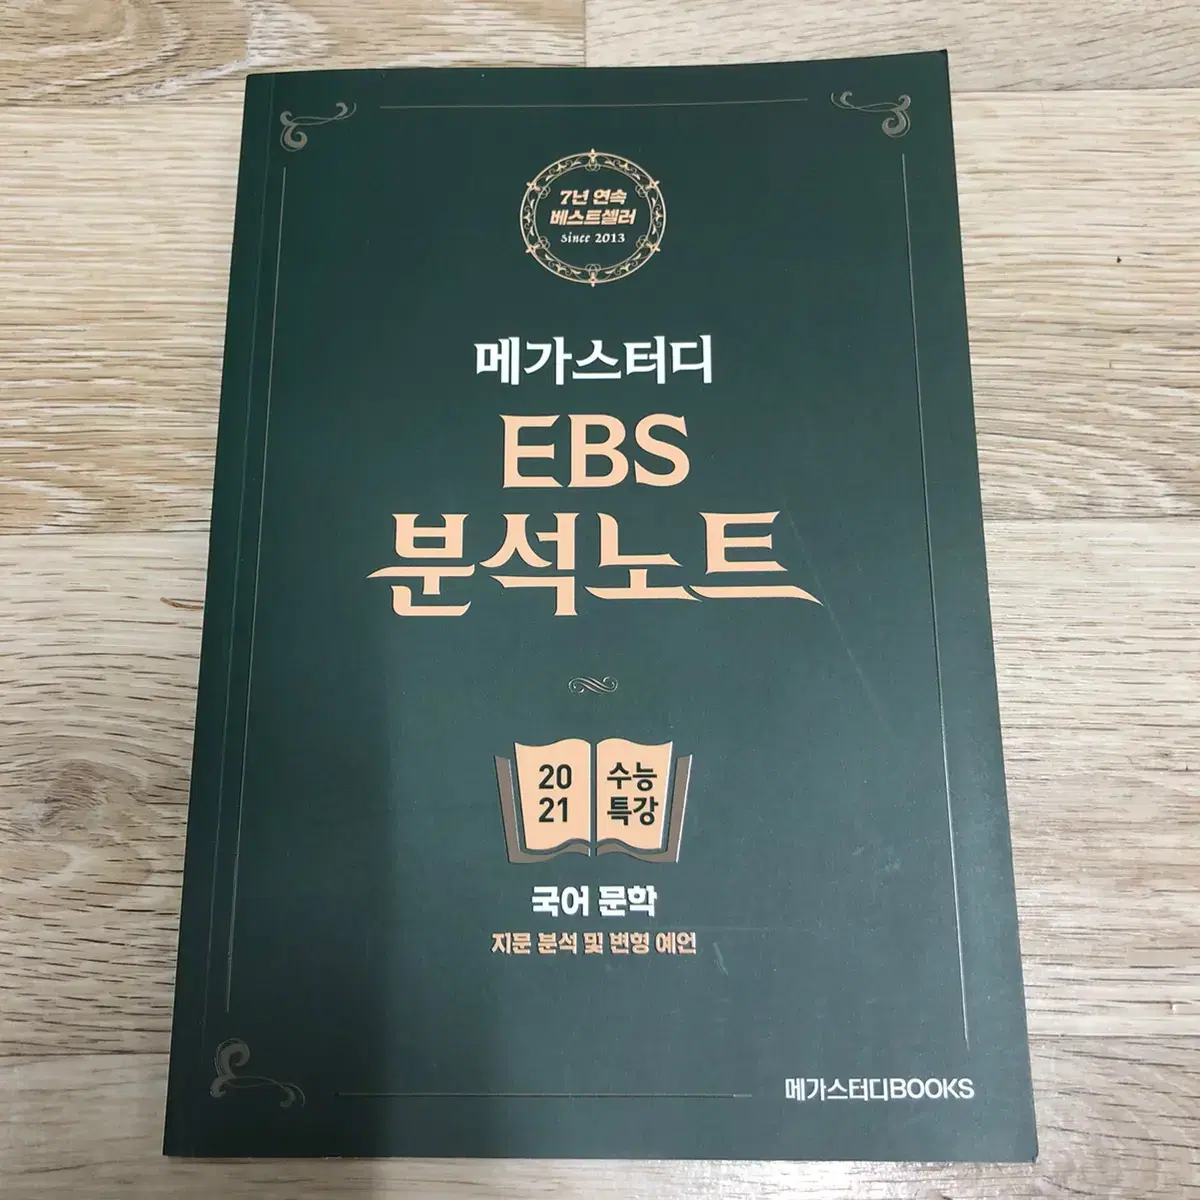 7년 연속
베스트셀러
since 2013
메가스터디
EBS
분석노트
20
21
수능
특강
국어 문학
지문 분석 및 변형 예언
메가스터디BOOKS